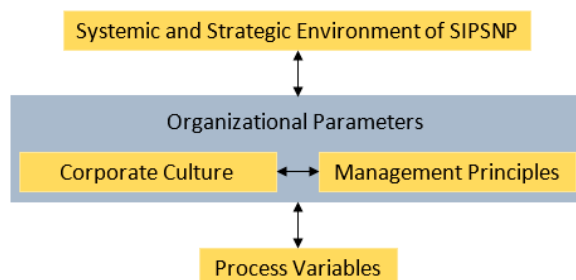 Systemic and Strategic Environment of SIPSNP
Organizational Parameters
Corporate Culture
Management Principles
Process Variables